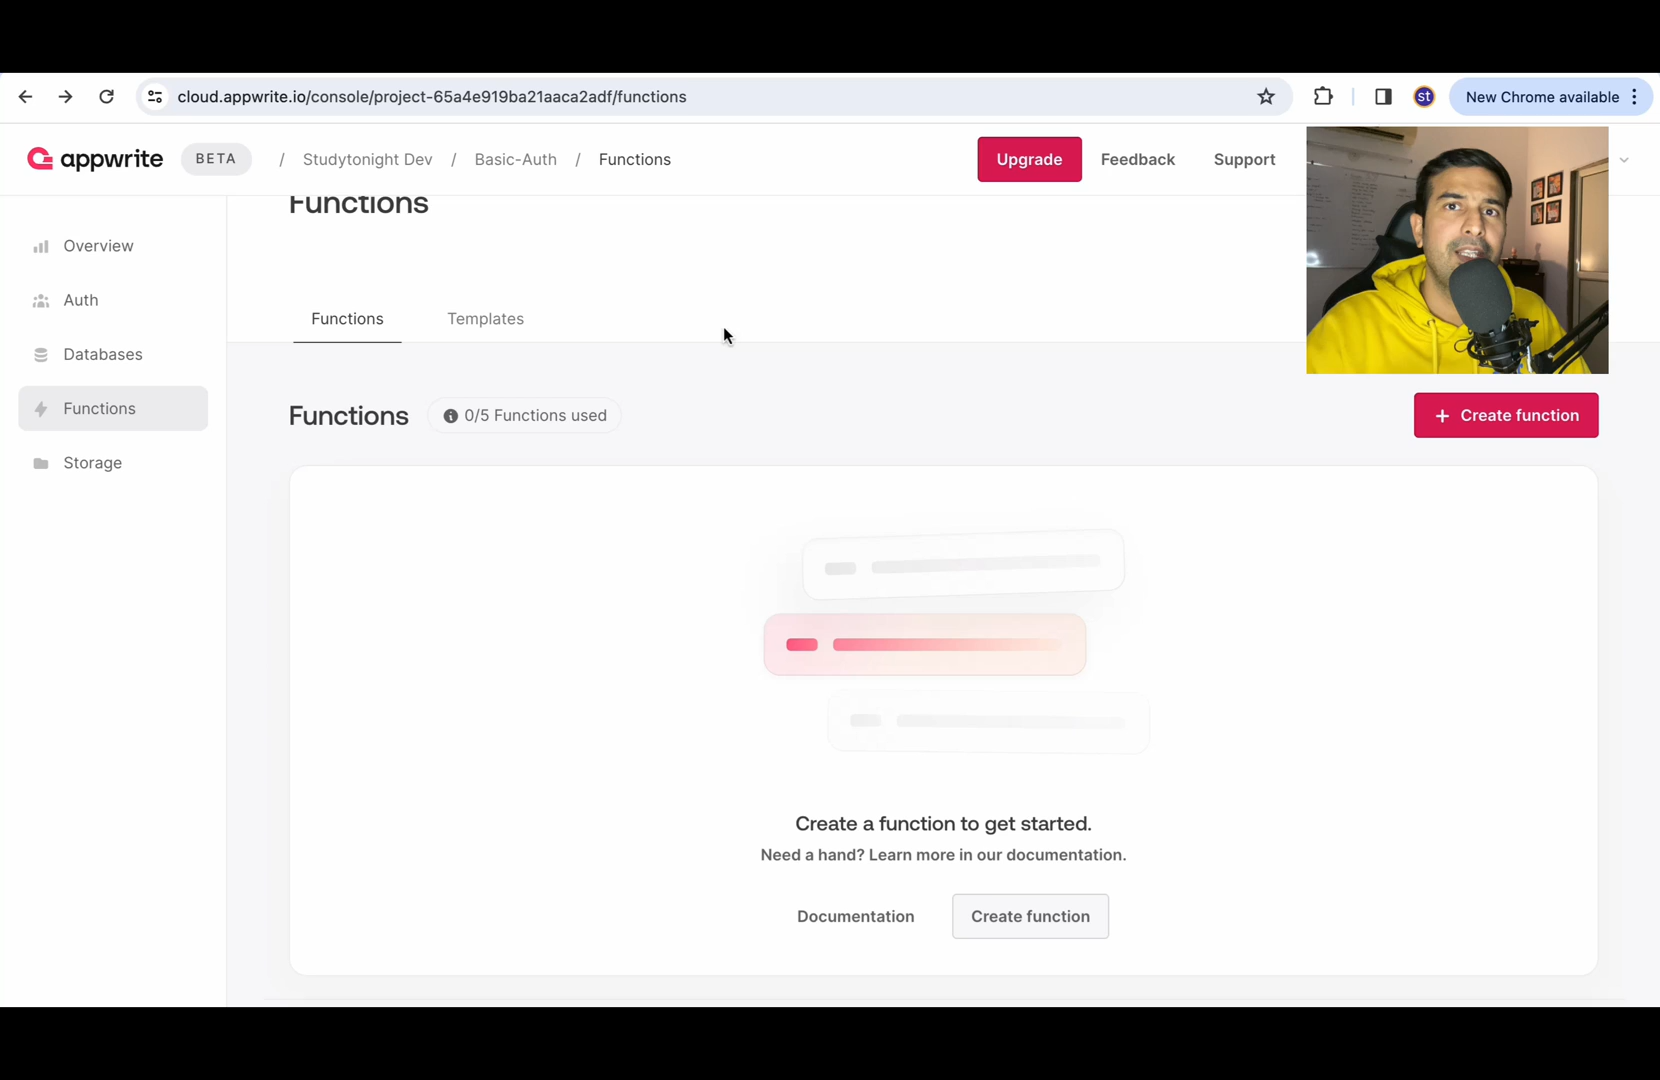 cloud.appwrite.io/console/project-65a4e919ba21aaca2adf/functions
st
New Chrome available
appwrite BETA / Studytonight Dev / Basic-Auth / Functions
Upgrade Feedback Support
Functions
Overview
Auth
Databases
Functions
Storage
Functions Templates
Functions 0/5 Functions used
+ Create function
Create a function to get started.
Need a hand? Learn more in our documentation.
Documentation Create function